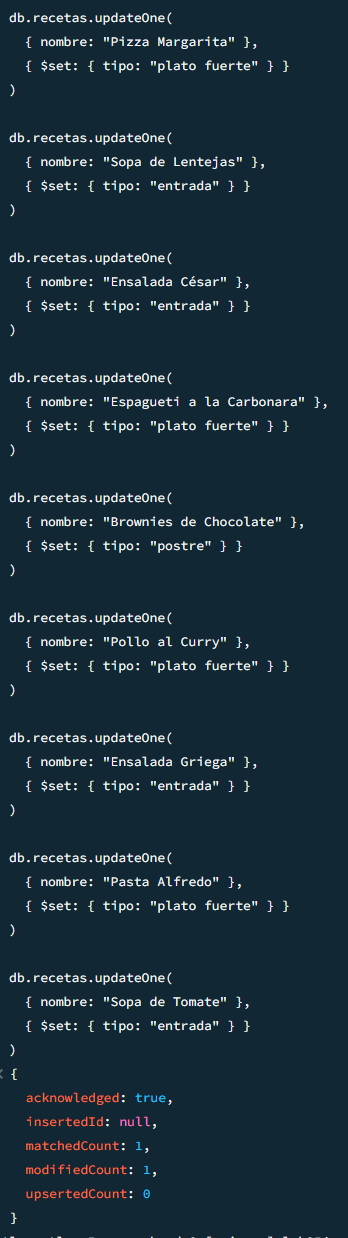 db.recetas.updateOne(
{ nombre: "Pizza Margarita" },
{ $set: { tipo: "plato fuerte" } }
)
db.recetas.updateOne(
{ nombre: "Sopa de Lentejas" },
{ $set: { tipo: "entrada" } }
)
db.recetas.updateOne(
{ nombre: "Ensalada César" },
{ $set: { tipo: "entrada" } }
)
db.recetas.updateOne(
{ nombre: "Espagueti a la Carbonara" },
{ $set: { tipo: "plato fuerte" } }
)
db.recetas.updateOne(
{ nombre: "Brownies de Chocolate" },
{ $set: { tipo: "postre" } }
)
db.recetas.updateOne(
{ nombre: "Pollo al Curry" },
{ $set: { tipo: "plato fuerte" } }
)
db.recetas.updateOne(
{ nombre: "Ensalada Griega" },
{ $set: { tipo: "entrada" } }
)
db.recetas.updateOne(
{ nombre: "Pasta Alfredo" },
{ $set: { tipo: "plato fuerte" } }
)
db.recetas.updateOne(
{ nombre: "Sopa de Tomate" },
{ $set: { tipo: "entrada" } }
)
{
acknowledged: true,
insertedId: null,
matchedCount: 1,
modifiedCount: 1,
upsertedCount: 0
}